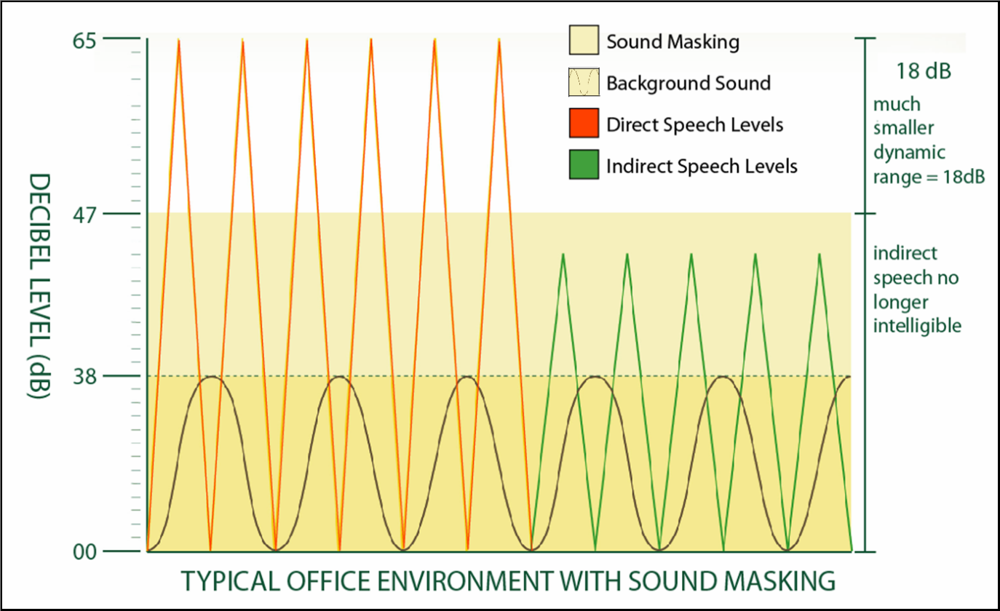 65
47
38
00
DECIBEL LEVEL (dB)
Sound Masking
Background Sound
Direct Speech Levels
Indirect Speech Levels
18 dB
much
smaller
dynamic
range = 18dB
indirect
speech no
longer
intelligible
TYPICAL OFFICE ENVIRONMENT WITH SOUND MASKING